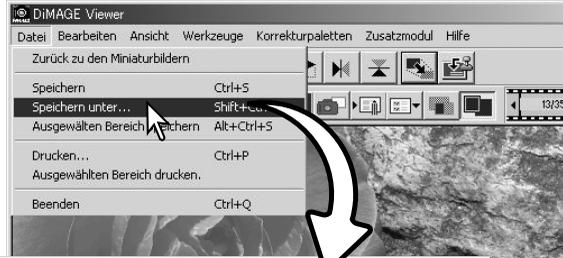 DiMAGE Viewer
Datei Bearbeiten Ansicht Werkzeuge Korrekturpaletten Zusatzmodul Hilfe
Zurück zu den Miniaturbildern
Speichern Ctrl+S
Speichern unter... Shift+
Ausgewälten Bereich speichern Alt+Ctrl+S
13/35
Drucken... Ctrl+P
Ausgewählten Bereich drucken.
Beenden Ctrl+Q